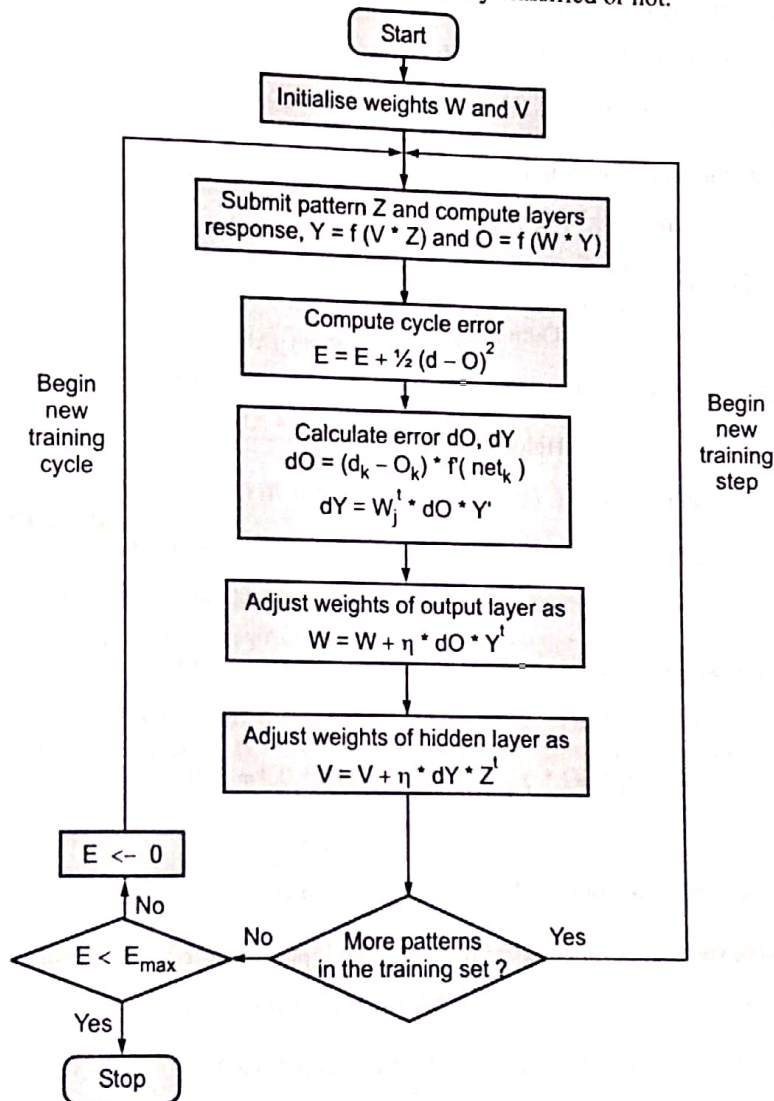 or not.
Start
Initialise weights W and V
Submit pattern Z and compute layers
response, Y = f (V * Z) and O = f (W * Y)
Compute cycle error
E = E + ½ (d – O)²
Begin
new
training
cycle
Begin
new
training
step
Calculate error dO, dY
dO = (dₖ – Oₖ) * f'( netₖ )
dY = Wⱼᵗ * dO * Y'
Adjust weights of output layer as
W = W + η * dO * Yᵗ
Adjust weights of hidden layer as
V = V + η * dY * Zᵗ
E <- 0
No
E < Eₘₐₓ
No
More patterns
in the training set ?
Yes
Yes
Stop